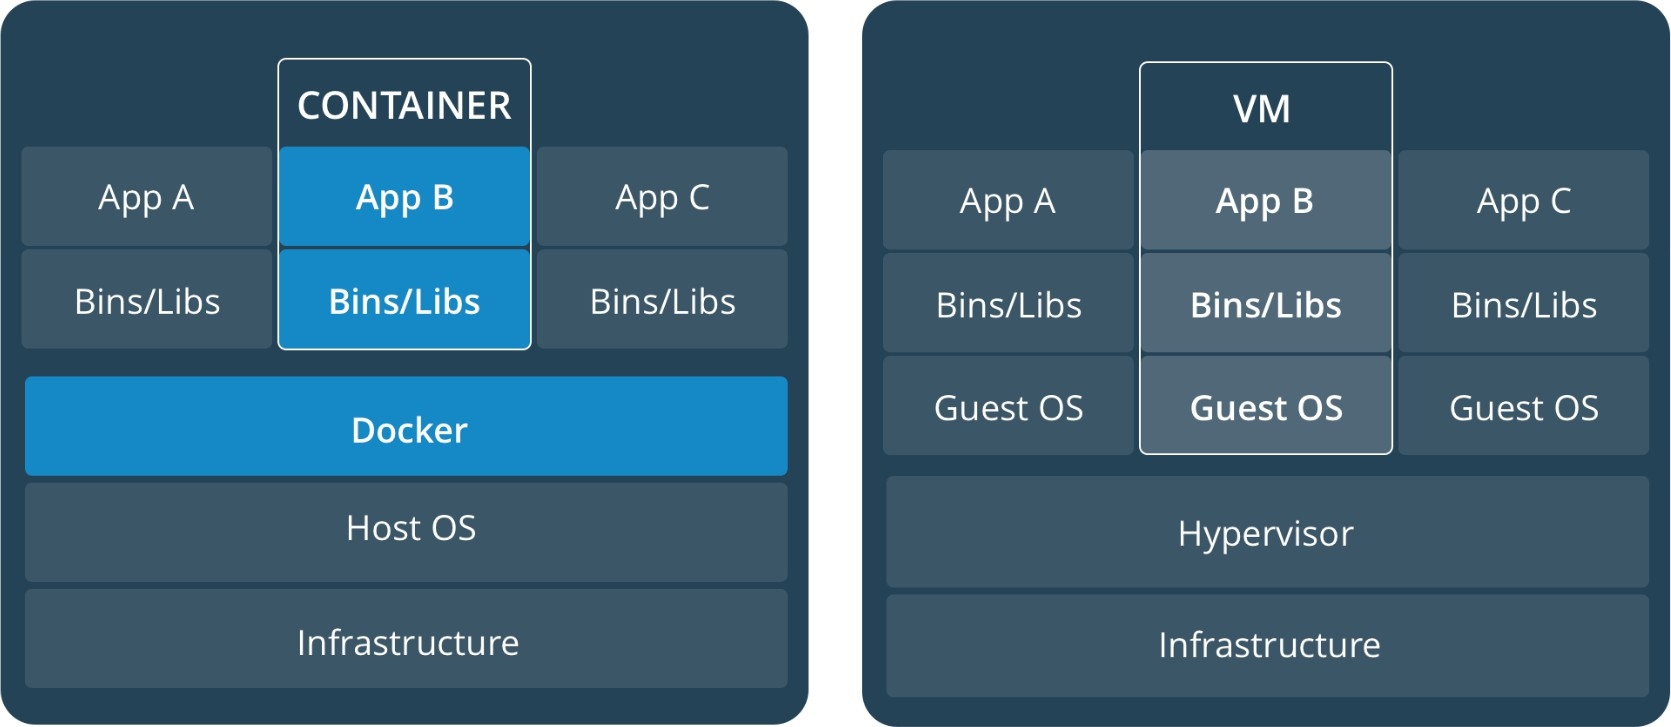 CONTAINER
App A
App B
App C
Bins/Libs
Bins/Libs
Bins/Libs
Docker
Host OS
Infrastructure
VM
App A
App B
App C
Bins/Libs
Bins/Libs
Bins/Libs
Guest OS
Guest OS
Guest OS
Hypervisor
Infrastructure